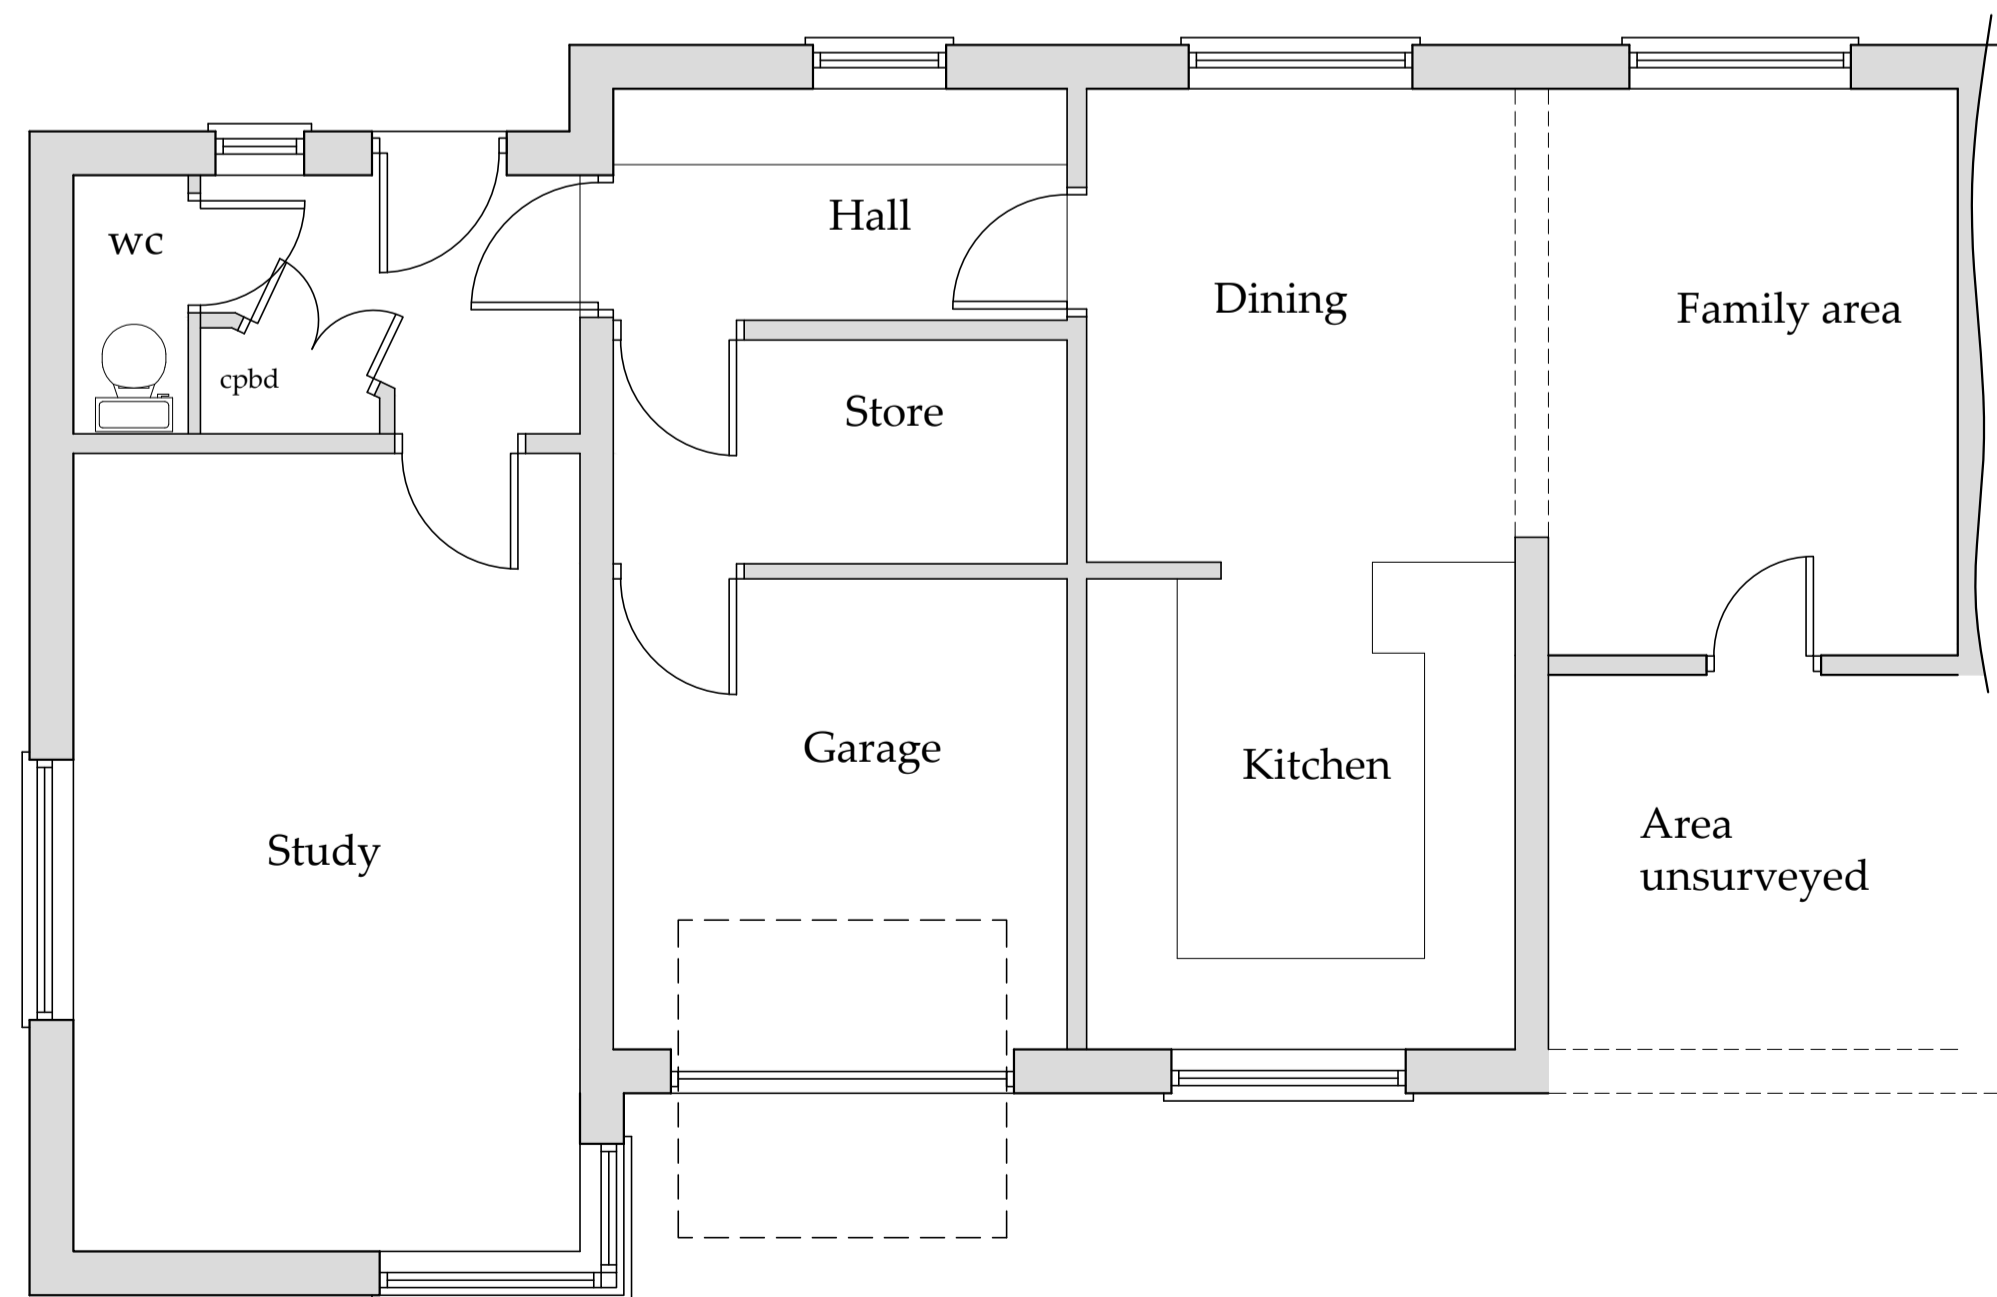 Hall
wc
Dining
Family area
cpbd
Store
Garage
Kitchen
Study
Area
unsurveyed